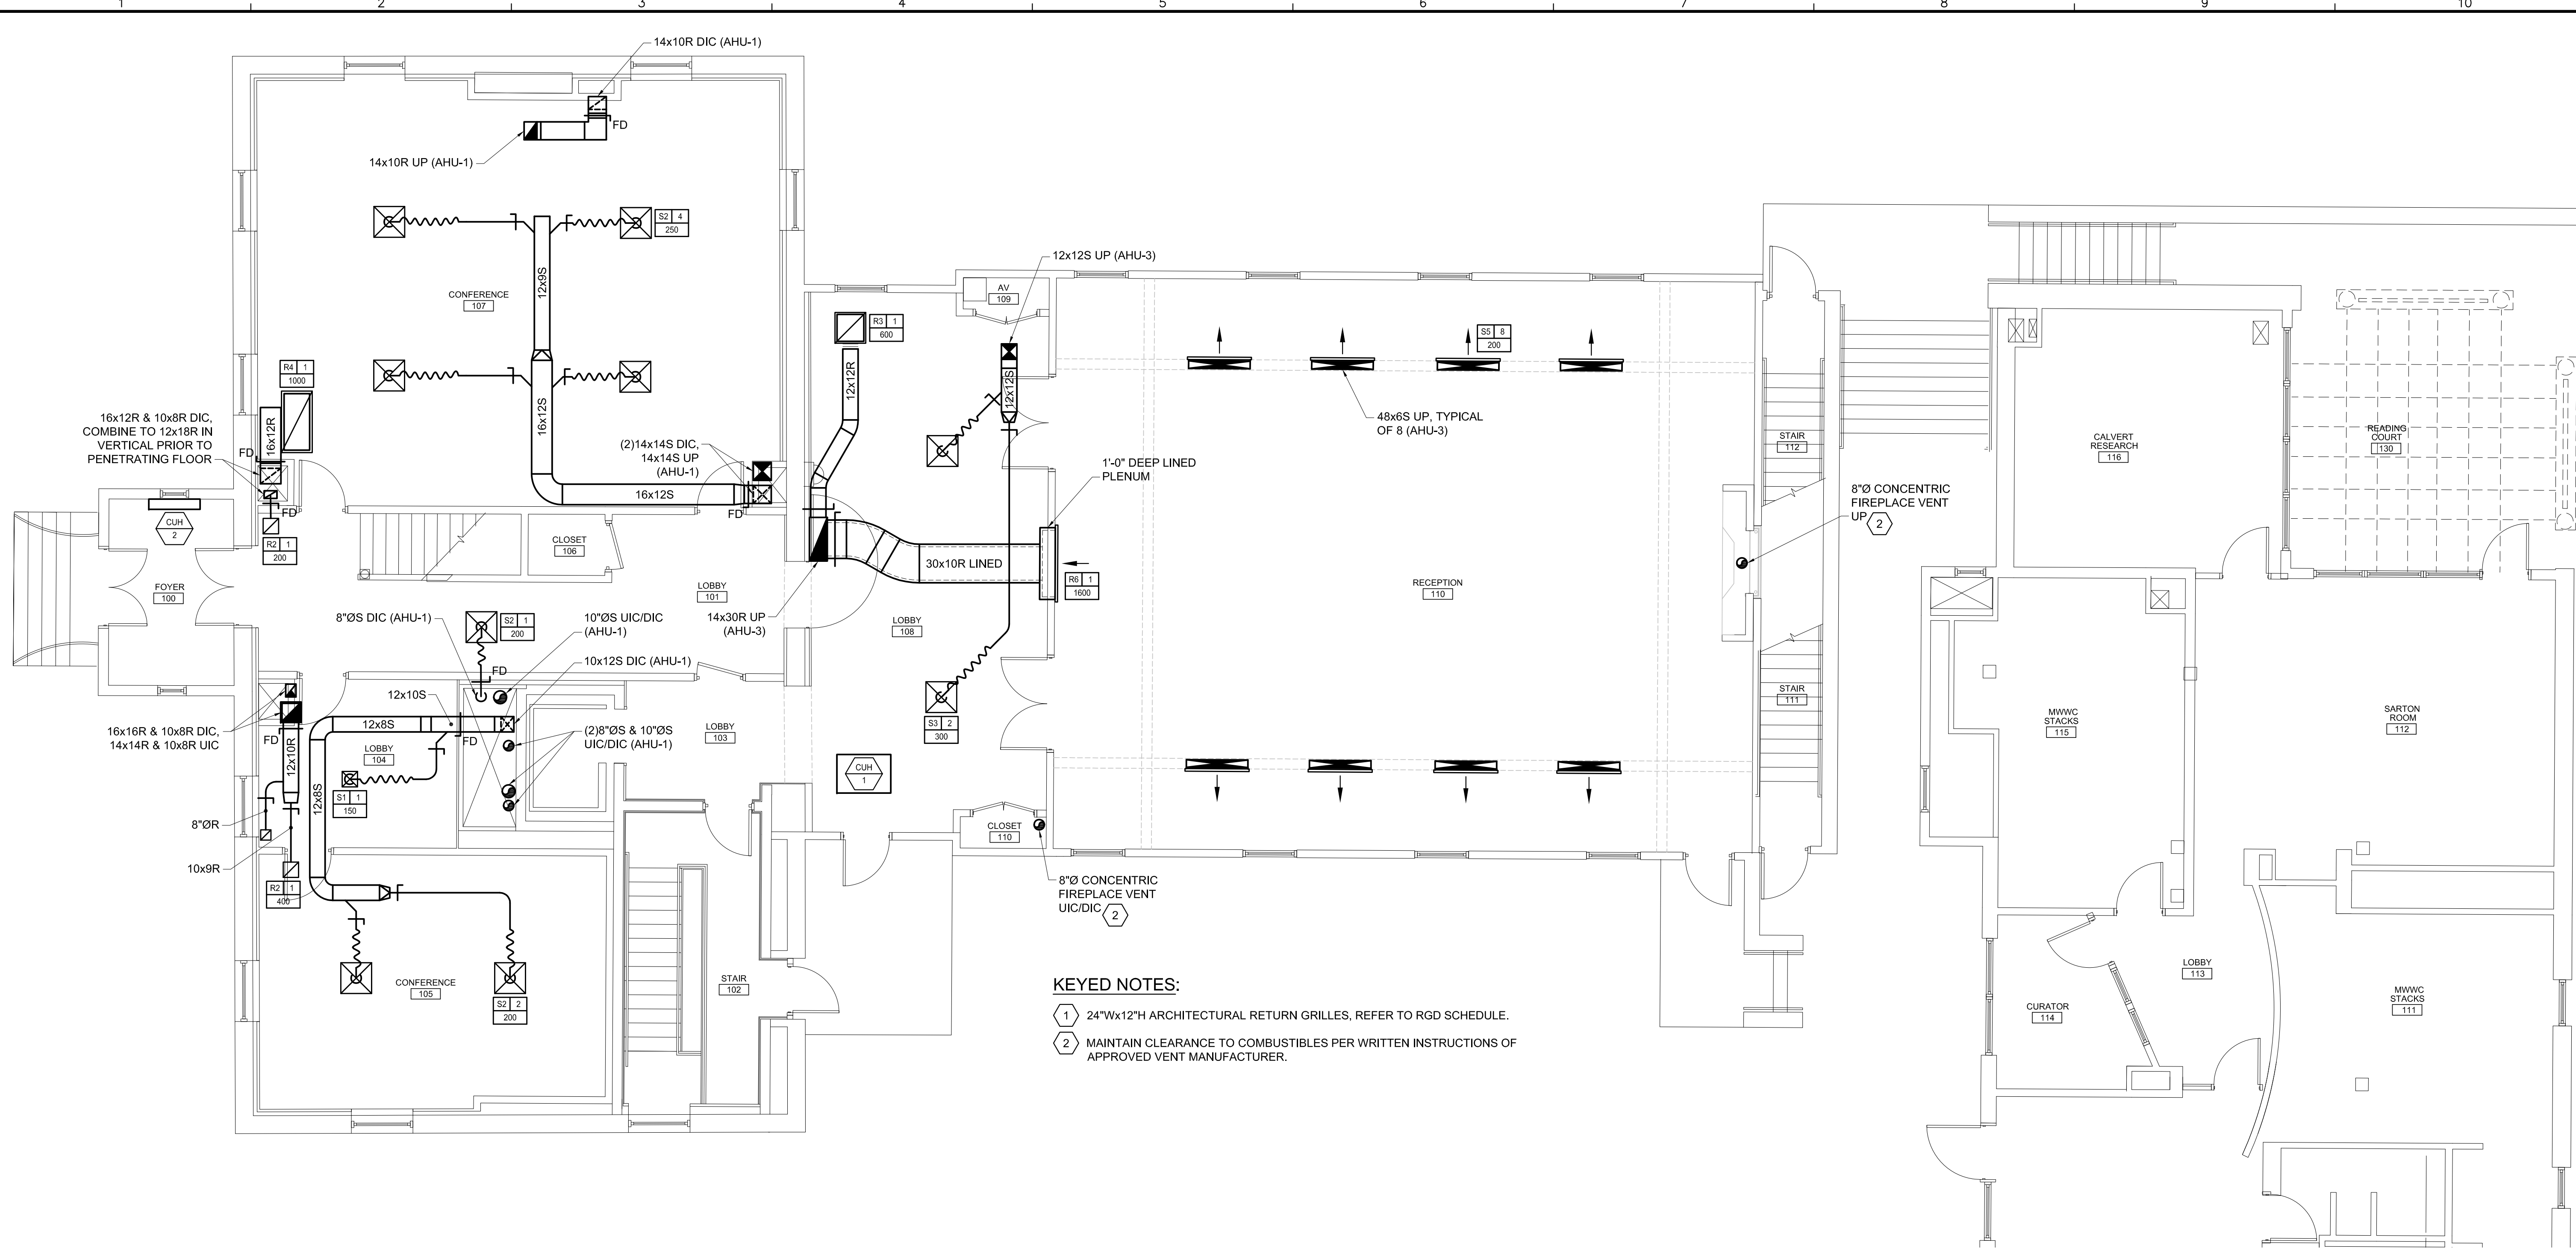 1 2 3 4 5 6 7 8 9 10
14x10R DIC (AHU-1)
FD
14x10R UP (AHU-1)
S2 4
250
12x9S
CONFERENCE
107
16x12S
R4 1
1000
16x12R & 10x8R DIC,
COMBINE TO 12x18R IN
VERTICAL PRIOR TO
PENETRATING FLOOR
FD
16x12R
FD
R2 1
200
(2)14x14S DIC,
14x14S UP
(AHU-1)
16x12S
FD
CUH
2
FOYER
100
CLOSET
106
LOBBY
101
8"ØS DIC (AHU-1)
S2 1
200
10"ØS UIC/DIC
(AHU-1)
FD
10x12S DIC (AHU-1)
12x10S
12x8S
FD
16x16R & 10x8R DIC,
14x14R & 10x8R UIC
FD
12x10R
12x8S
LOBBY
104
S1 1
150
(2)8"ØS & 10"ØS
UIC/DIC (AHU-1)
LOBBY
103
8"ØR
10x9R
R2 1
400
CONFERENCE
105
S2 2
200
STAIR
102
R3 1
600
12x12R
AV
109
12x12S UP (AHU-3)
12x12S
1'-0" DEEP LINED
PLENUM
30x10R LINED
R6 1
1600
14x30R UP
(AHU-3)
LOBBY
108
S3 2
300
CUH
1
CLOSET
110
8"Ø CONCENTRIC
FIREPLACE VENT
UIC/DIC 2
S5 8
200
48x6S UP, TYPICAL
OF 8 (AHU-3)
RECEPTION
110
STAIR
112
8"Ø CONCENTRIC
FIREPLACE VENT
UP 2
STAIR
111
CALVERT
RESEARCH
116
READING
COURT
130
MWWC
STACKS
115
SARTON
ROOM
112
LOBBY
113
CURATOR
114
MWWC
STACKS
111
KEYED NOTES:
1 24"Wx12"H ARCHITECTURAL RETURN GRILLES, REFER TO RGD SCHEDULE.
2 MAINTAIN CLEARANCE TO COMBUSTIBLES PER WRITTEN INSTRUCTIONS OF
APPROVED VENT MANUFACTURER.